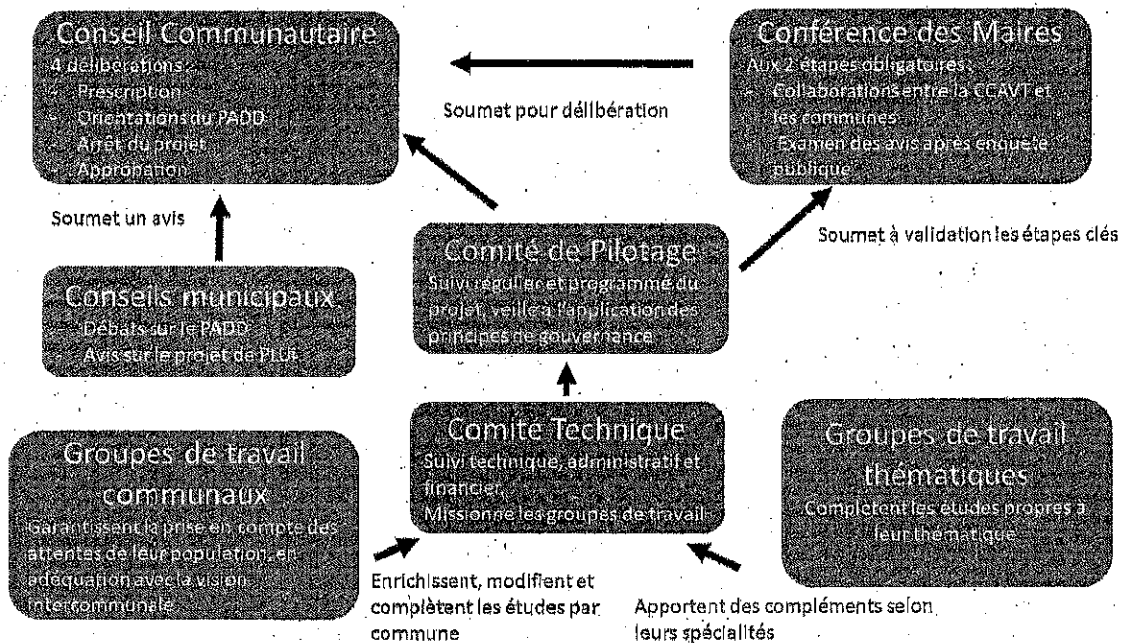 Conseil Communautaire
4 délibérations
- Prescription
- Orientations du PADD
- Arrêt du projet
- Approbation
Conférence des Maires
Aux 2 étapes obligatoires :
- Collaborations entre la CCAVT et
les communes
- Examen des avis après enquête
publique
Soumet pour délibération
Soumet un avis
Comité de Pilotage
Suivi régulier et programmé du
projet, veille à l'application des
principes de gouvernance
Soumet à validation les étapes clés
Conseils municipaux
- Débats sur le PADD
- Avis sur le projet de PLUi
Groupes de travail
communaux
Garantissent la prise en compte des
attentes de leur population, en
adéquation avec la vision
intercommunale
Comité Technique
Suivi technique, administratif et
financier
Missionne les groupes de travail
Groupes de travail
thématiques
Complètent les études propres à
leur thématique
Enrichissent, modifient et
complètent les études par
commune
Apportent des compléments selon
leurs spécialités